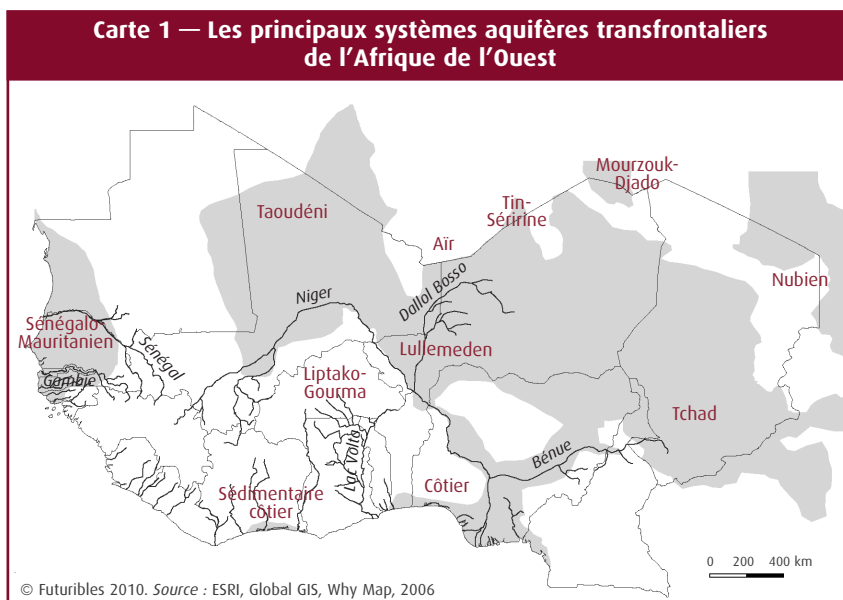 Carte 1 — Les principaux systèmes aquifères transfrontaliers
de l'Afrique de l'Ouest
Mourzouk-
Djado
Tin-
Séririne
Taoudéni
Aïr
Nubien
Dallol Bosso
Niger
Sénégalo
Mauritanien
Sénégal
Lullemeden
Gambie
Liptako-
Gourma
Tchad
Lac Volta
Bénue
Sédimentaire
côtier
Côtier
0 200 400 km
© Futuribles 2010. Source : ESRI, Global GIS, Why Map, 2006